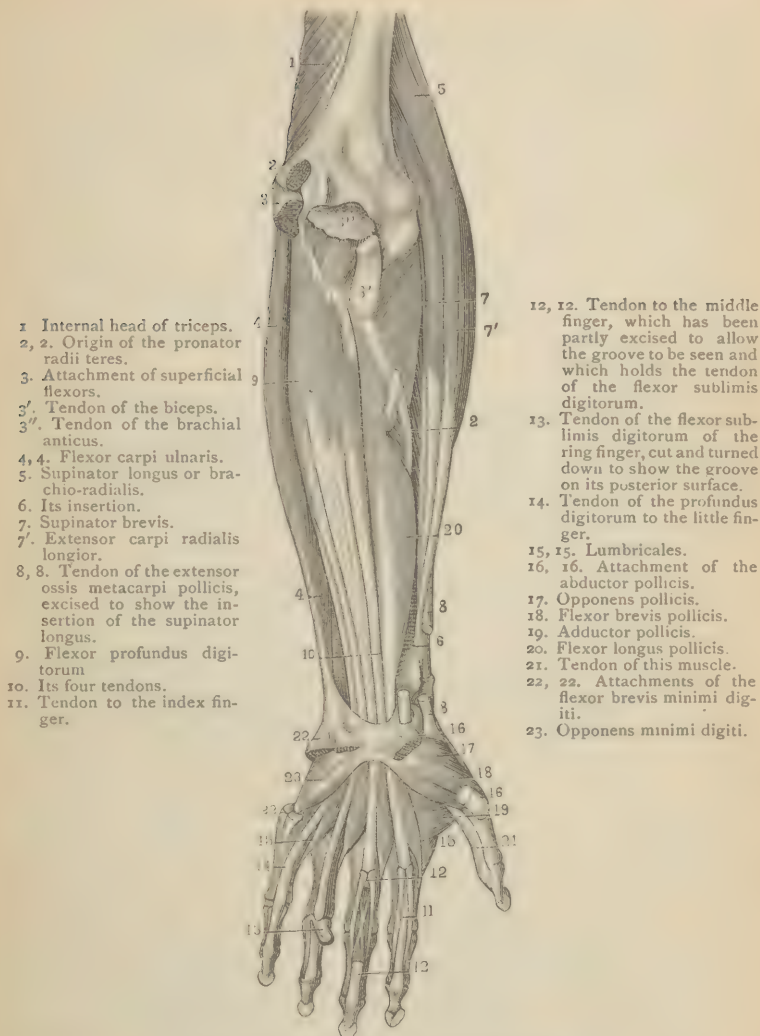 1 Internal head of triceps.
2, 2. Origin of the pronator
radii teres.
3. Attachment of superficial
flexors.
3′. Tendon of the biceps.
3″. Tendon of the brachial
anticus.
4, 4. Flexor carpi ulnaris.
5. Supinator longus or bra-
chio-radialis.
6. Its insertion.
7. Supinator brevis.
7′. Extensor carpi radialis
longior.
8, 8. Tendon of the extensor
ossis metacarpi pollicis,
excised to show the in-
sertion of the supinator
longus.
9. Flexor profundus digi-
torum
10. Its four tendons.
11. Tendon to the index fin-
ger.
1
5
2
3
3′
4
7
7′
9
2
20
4
8
10
6
8
22
16
17
23
18
16
22
19
15
15
21
14
12
11
13
12
12, 12. Tendon to the middle
finger, which has been
partly excised to allow
the groove to be seen and
which holds the tendon
of the flexor sublimis
digitorum.
13. Tendon of the flexor sub-
limis digitorum of the
ring finger, cut and turned
down to show the groove
on its posterior surface.
14. Tendon of the profundus
digitorum to the little fin-
ger.
15, 15. Lumbricales.
16, 16. Attachment of the
abductor pollicis.
17. Opponens pollicis.
18. Flexor brevis pollicis.
19. Adductor pollicis.
20. Flexor longus pollicis.
21. Tendon of this muscle.
22, 22. Attachments of the
flexor brevis minimi dig-
iti.
23. Opponens minimi digiti.